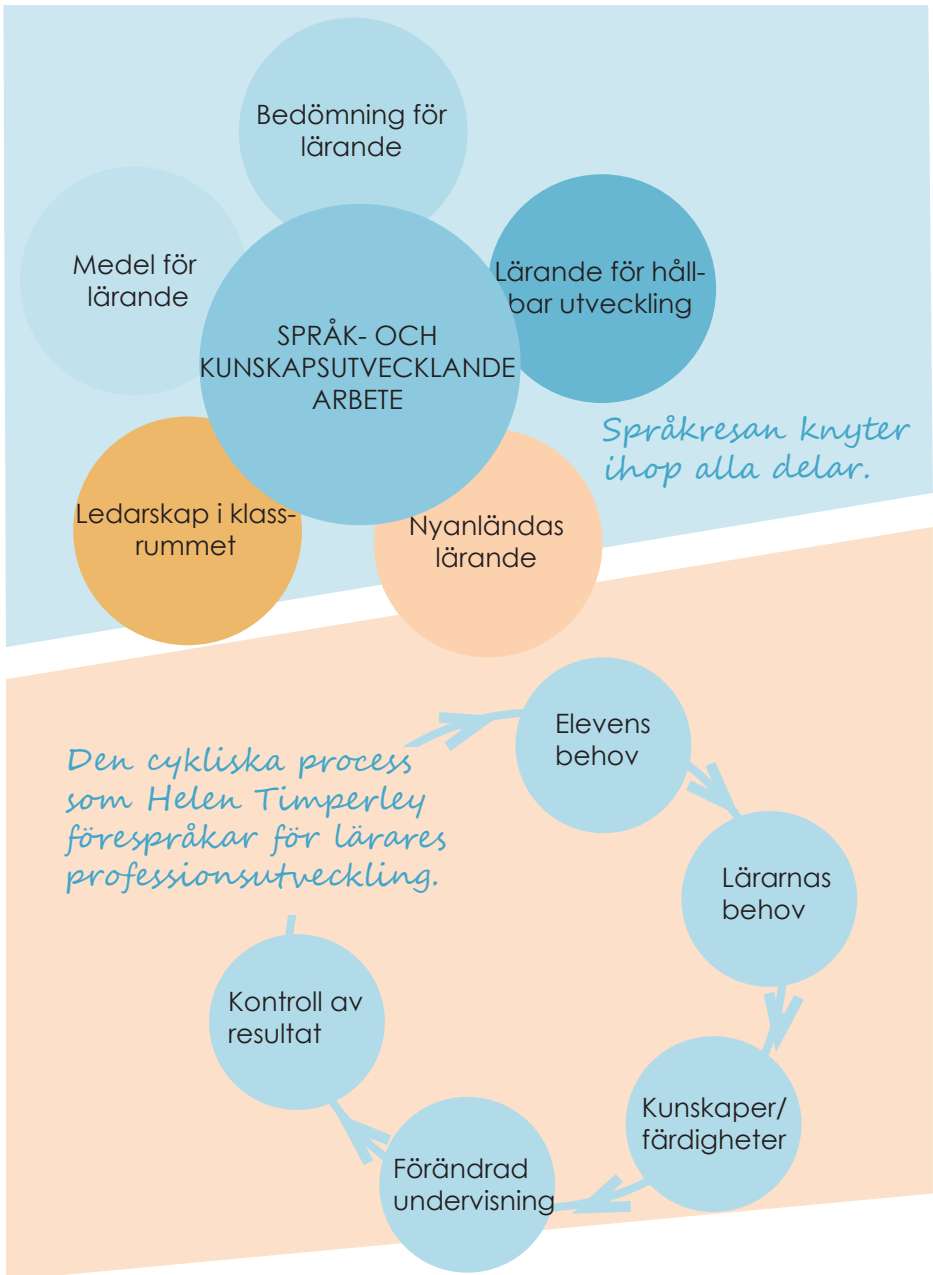 Bedömning för
lärande
Medel för
lärande
Lärande för håll-
bar utveckling
SPRÅK- OCH
KUNSKAPSUTVECKLANDE
ARBETE
Språkresan knyter
ihop alla delar.
Ledarskap i klass-
rummet
Nyanländas
lärande
Den cykliska process
som Helen Timperley
förespråkar för lärares
professionsutveckling.
Elevens
behov
Lärarnas
behov
Kunskaper/
färdigheter
Förändrad
undervisning
Kontroll av
resultat